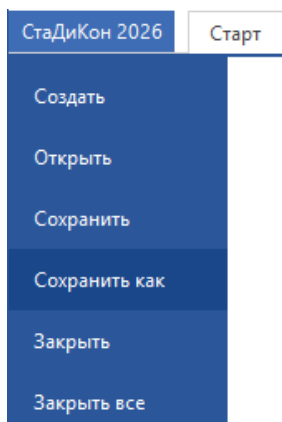 СтаДиКон 2026 Старт
Создать
Открыть
Сохранить
Сохранить как
Закрыть
Закрыть все